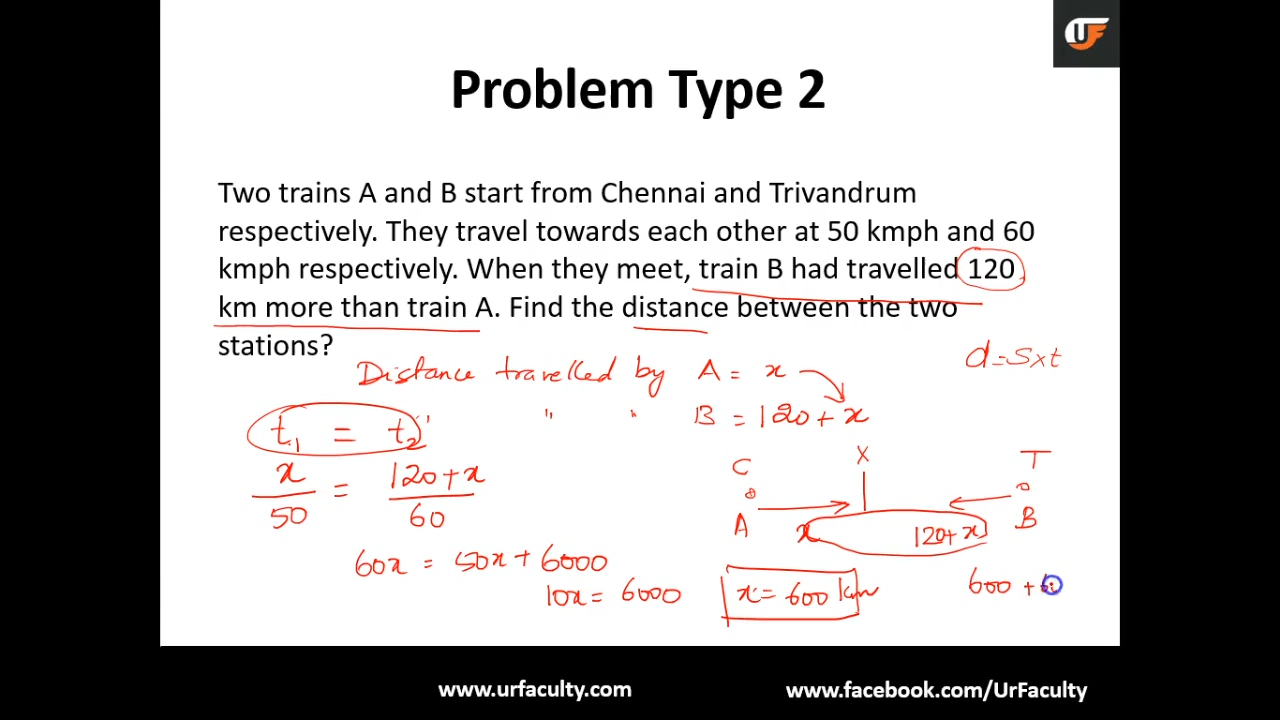 UF
Problem Type 2
Two trains A and B start from Chennai and Trivandrum
respectively. They travel towards each other at 50 kmph and 60
kmph respectively. When they meet, train B had travelled 120
km more than train A. Find the distance between the two
stations?
d=s×t
Distance travelled by A = x
" " " B = 120+x
t1 = t2
x/50 = 120+x/60
C X T
A x 120+x B
60x = 50x + 6000
10x = 6000
x = 600 km
600 +
www.urfaculty.com
www.facebook.com/UrFaculty